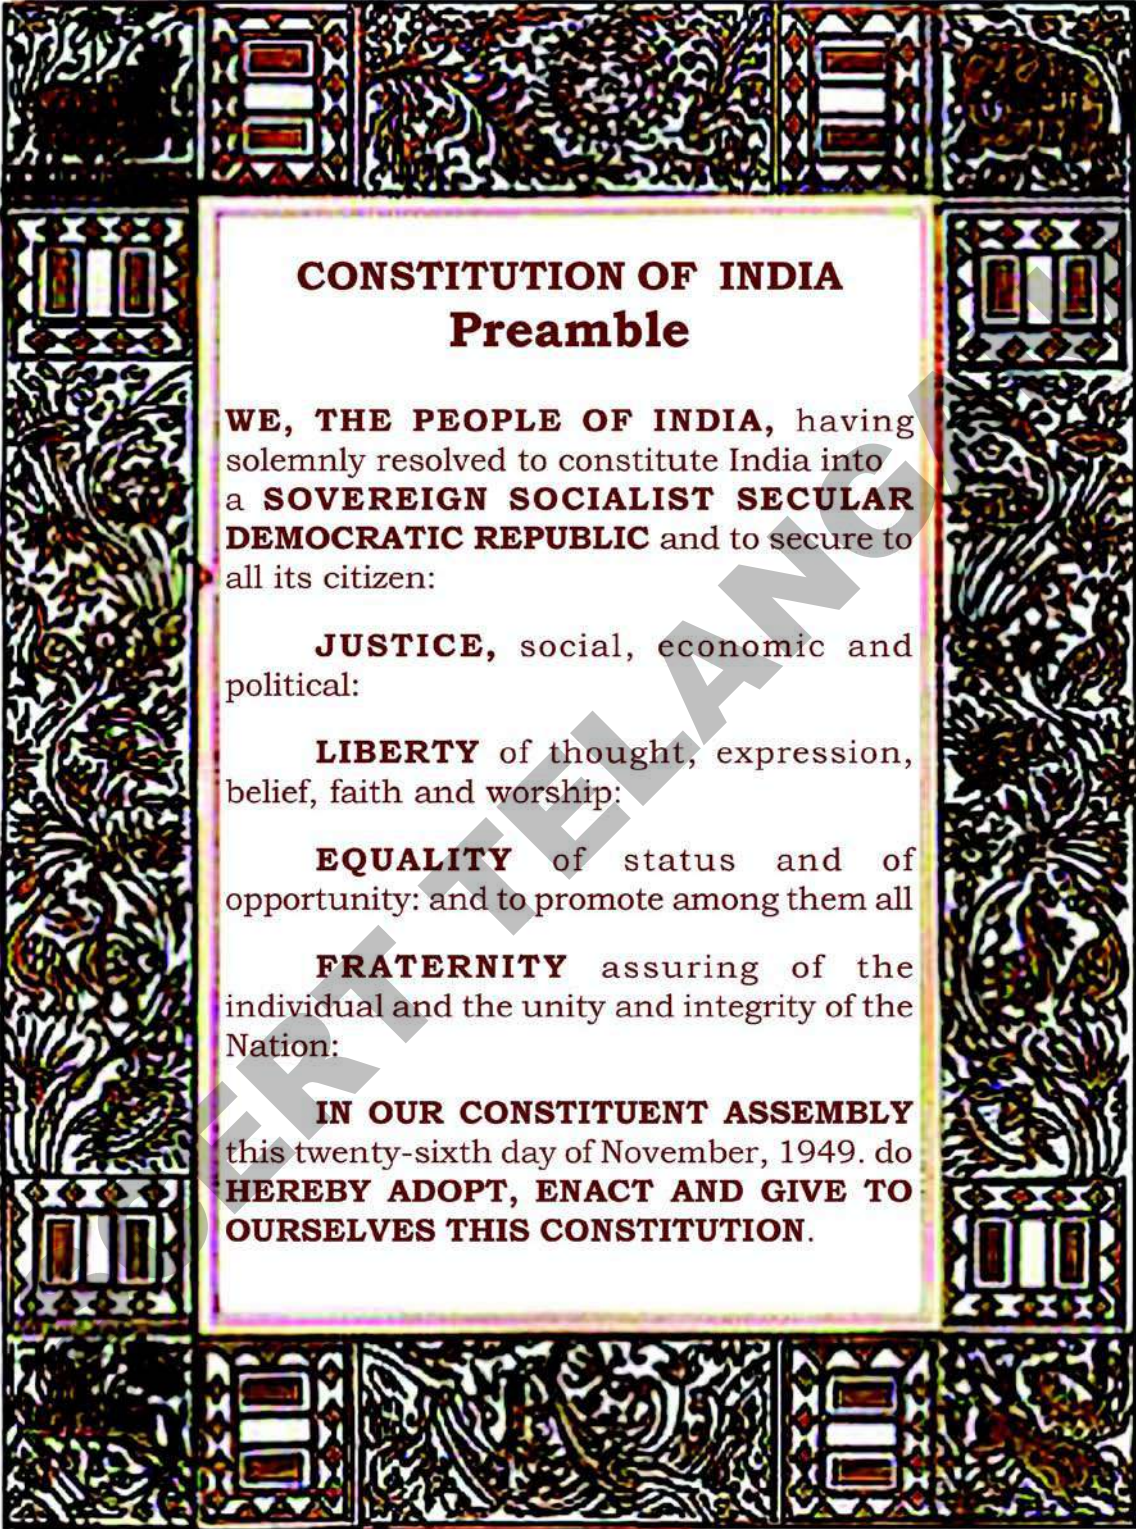 CONSTITUTION OF INDIA
Preamble
WE, THE PEOPLE OF INDIA, having
solemnly resolved to constitute India into
a SOVEREIGN SOCIALIST SECULAR
DEMOCRATIC REPUBLIC and to secure to
all its citizen:
JUSTICE, social, economic and
political:
LIBERTY of thought, expression,
belief, faith and worship:
EQUALITY of status and of
opportunity: and to promote among them all
FRATERNITY assuring of the
individual and the unity and integrity of the
Nation:
IN OUR CONSTITUENT ASSEMBLY
this twenty-sixth day of November, 1949. do
HEREBY ADOPT, ENACT AND GIVE TO
OURSELVES THIS CONSTITUTION.
SCERT TELANGANA